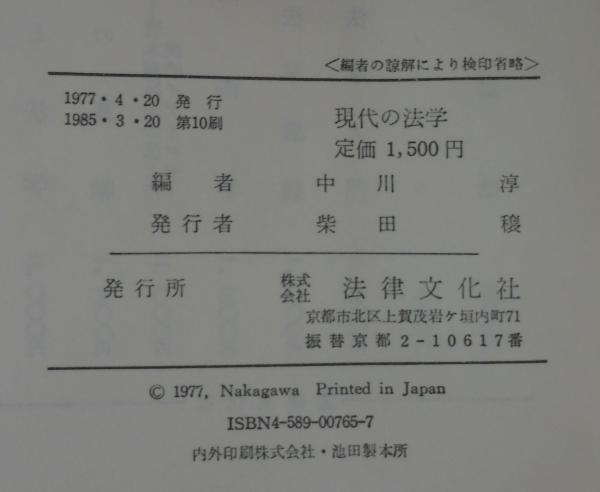 <編者の諒解により検印省略>
1977・4・20 発 行
1985・3・20 第10刷
現代の法学
定価 1,500 円
編 者 中 川 淳
発 行 者 柴 田 穣
発 行 所 株式会社 法 律 文 化 社
京都市北区上賀茂岩ケ垣内町71
振替京都 2-10617番
© 1977, Nakagawa Printed in Japan
ISBN4-589-00765-7
内外印刷株式会社・池田製本所